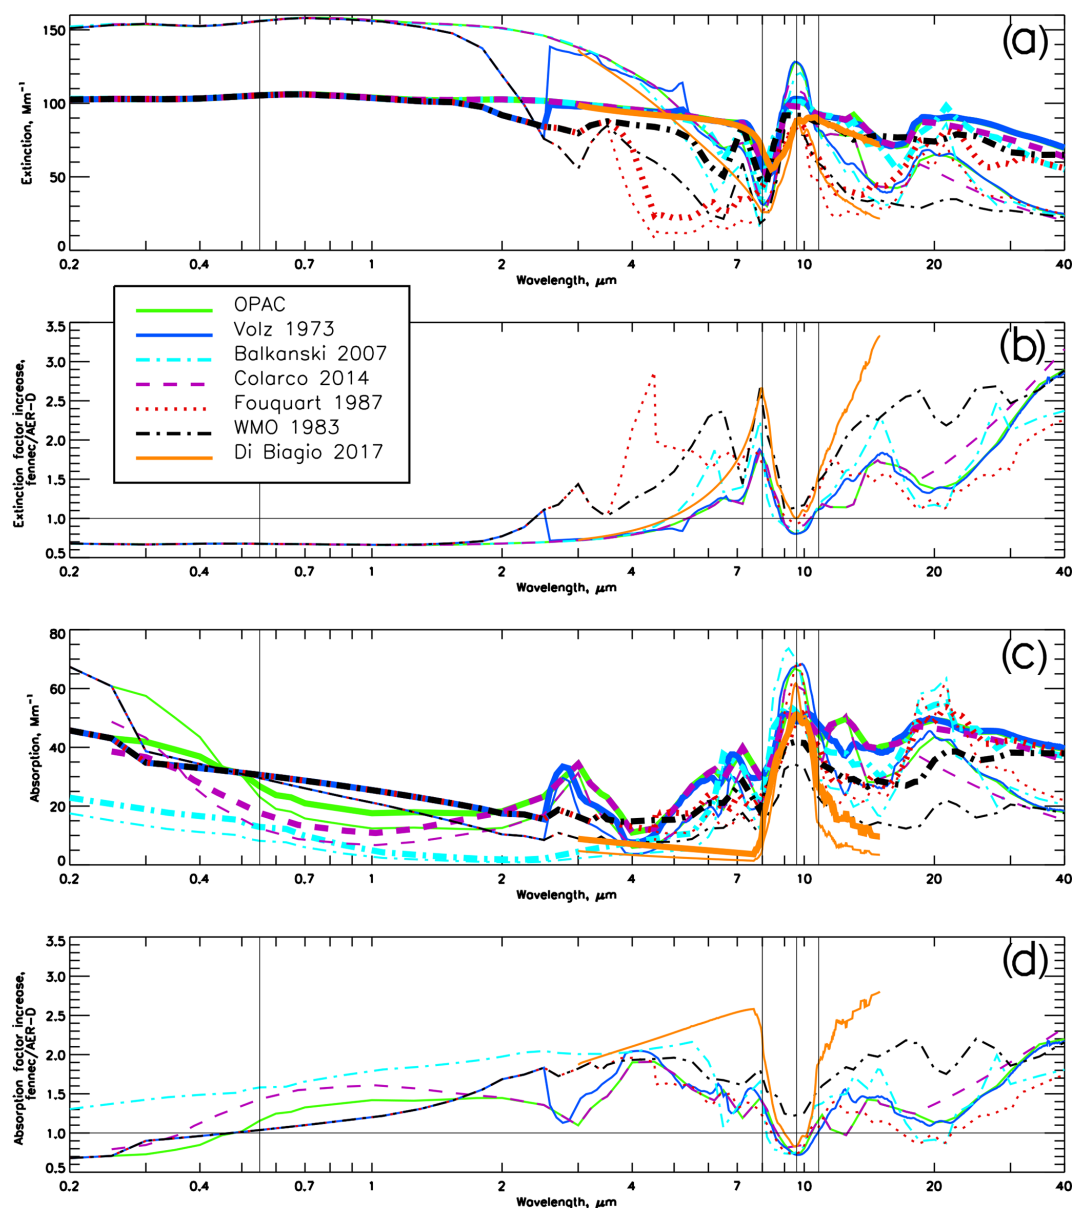 150
100
50
0
Extinction, Mm⁻¹
(a)
0.2 0.4 0.7 1 2 4 7 10 20 40
Wavelength, μm
OPAC
Volz 1973
Balkanski 2007
Colarco 2014
Fouquart 1987
WMO 1983
Di Biagio 2017
3.5
3.0
2.5
2.0
1.5
1.0
0.5
Extinction factor increase,
fennec/AER-D
(b)
0.2 0.4 0.7 1 2 4 7 10 20 40
Wavelength, μm
80
60
40
20
0
Absorption, Mm⁻¹
(c)
0.2 0.4 0.7 1 2 4 7 10 20 40
Wavelength, μm
3.5
3.0
2.5
2.0
1.5
1.0
0.5
Absorption factor increase,
fennec/AER-D
(d)
0.2 0.4 0.7 1 2 4 7 10 20 40
Wavelength, μm